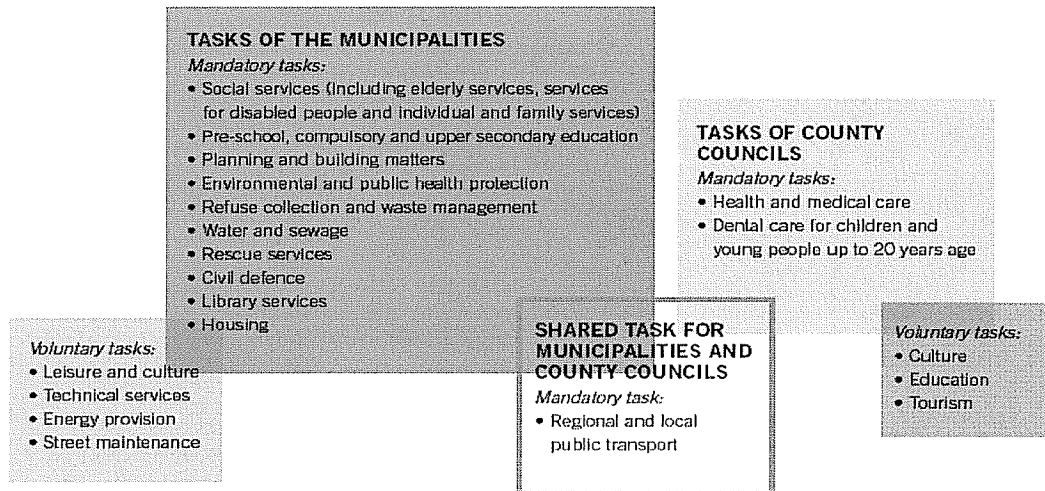 TASKS OF THE MUNICIPALITIES
Mandatory tasks:
• Social services (including elderly services, services
for disabled people and individual and family services)
• Pre-school, compulsory and upper secondary education
• Planning and building matters
• Environmental and public health protection
• Refuse collection and waste management
• Water and sewage
• Rescue services
• Civil defence
• Library services
• Housing
Voluntary tasks:
• Leisure and culture
• Technical services
• Energy provision
• Street maintenance
SHARED TASK FOR
MUNICIPALITIES AND
COUNTY COUNCILS
Mandatory task:
• Regional and local
public transport
TASKS OF COUNTY
COUNCILS
Mandatory tasks:
• Health and medical care
• Dental care for children and
young people up to 20 years age
Voluntary tasks:
• Culture
• Education
• Tourism